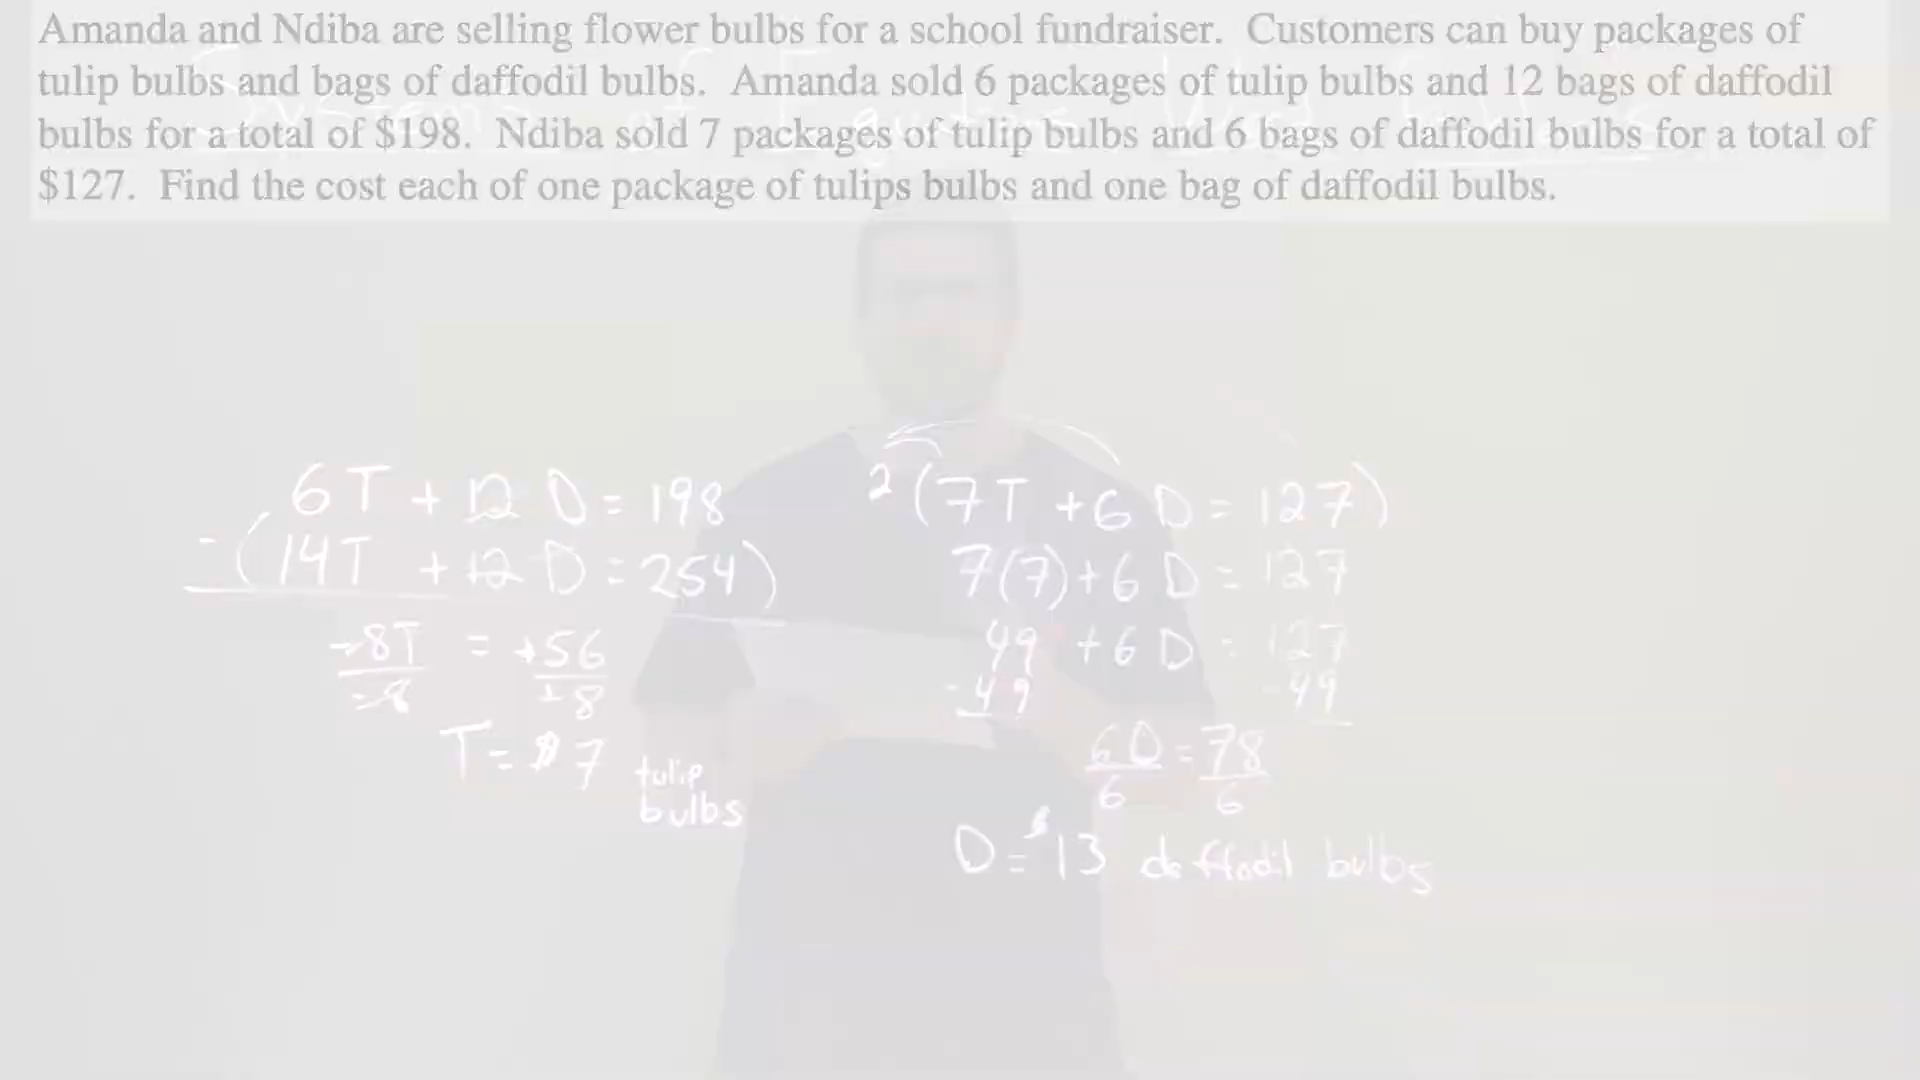 Amanda and Ndiba are selling flower bulbs for a school fundraiser. Customers can buy packages of
tulip bulbs and bags of daffodil bulbs. Amanda sold 6 packages of tulip bulbs and 12 bags of daffodil
bulbs for a total of $198. Ndiba sold 7 packages of tulip bulbs and 6 bags of daffodil bulbs for a total of
$127. Find the cost each of one package of tulips bulbs and one bag of daffodil bulbs.
Systems of Equations Word
6T + 12 D = 198
-(14T + 12 D = 254)
-8T = +56
-8 +8
T = $7 tulip
bulbs
2(7T + 6 D = 127)
7(7) + 6 D = 127
49 + 6 D = 127
-49 -49
6D = 78
6 6
D = $13 daffodil bulbs